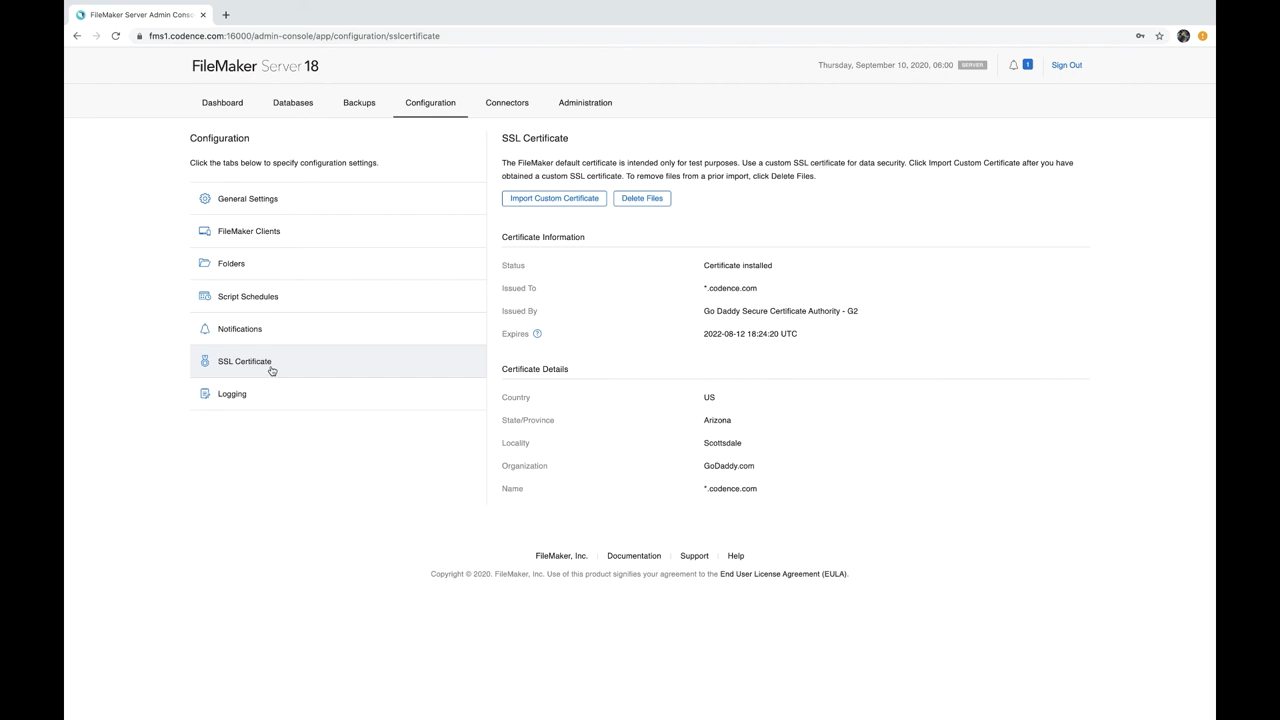 FileMaker Server Admin Conso
fms1.codence.com:16000/admin-console/app/configuration/sslcertificate
FileMaker Server 18
Thursday, September 10, 2020, 06:00 SERVER
1
Sign Out
Dashboard
Databases
Backups
Configuration
Connectors
Administration
Configuration
Click the tabs below to specify configuration settings.
General Settings
FileMaker Clients
Folders
Script Schedules
Notifications
SSL Certificate
Logging
SSL Certificate
The FileMaker default certificate is intended only for test purposes. Use a custom SSL certificate for data security. Click Import Custom Certificate after you have
obtained a custom SSL certificate. To remove files from a prior import, click Delete Files.
Import Custom Certificate
Delete Files
Certificate Information
Status Certificate installed
Issued To *.codence.com
Issued By Go Daddy Secure Certificate Authority - G2
Expires ? 2022-08-12 18:24:20 UTC
Certificate Details
Country US
State/Province Arizona
Locality Scottsdale
Organization GoDaddy.com
Name *.codence.com
FileMaker, Inc. Documentation Support Help
Copyright © 2020. FileMaker, Inc. Use of this product signifies your agreement to the End User License Agreement (EULA).